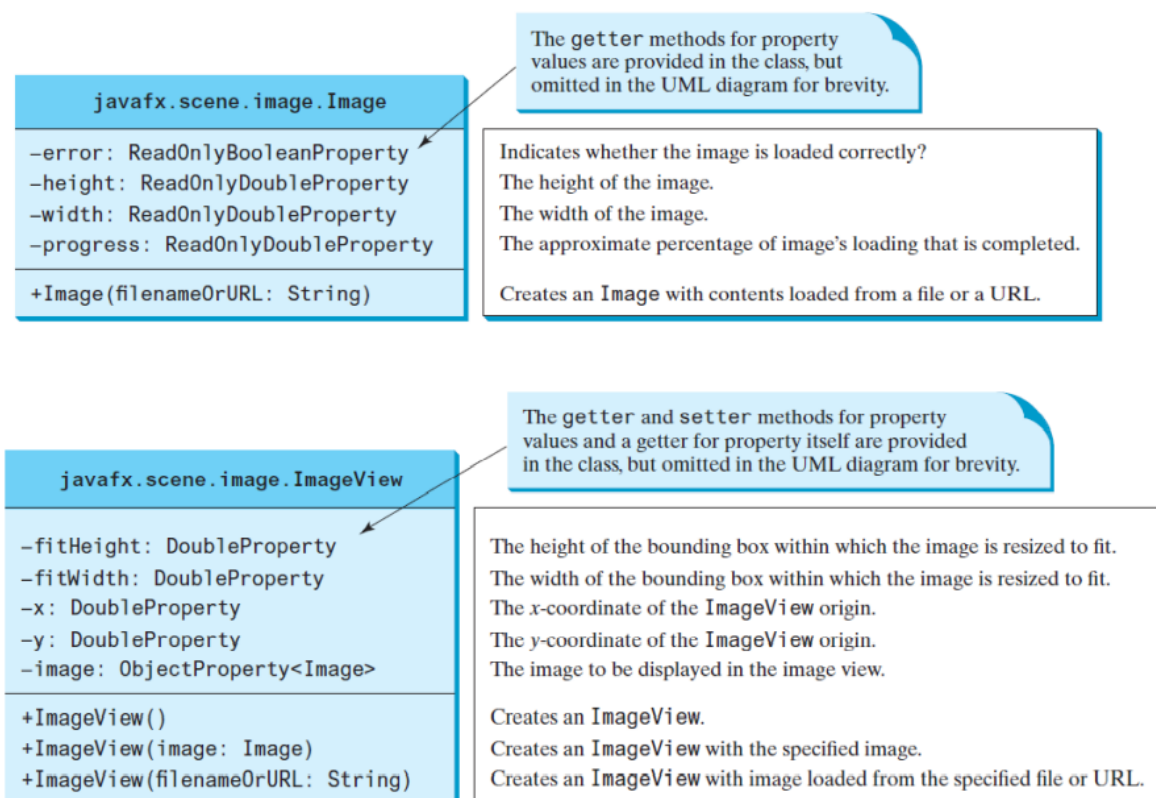 The getter methods for property
values are provided in the class, but
omitted in the UML diagram for brevity.
javafx.scene.image.Image
–error: ReadOnlyBooleanProperty
–height: ReadOnlyDoubleProperty
–width: ReadOnlyDoubleProperty
–progress: ReadOnlyDoubleProperty
+Image(filenameOrURL: String)
Indicates whether the image is loaded correctly?
The height of the image.
The width of the image.
The approximate percentage of image's loading that is completed.
Creates an Image with contents loaded from a file or a URL.
The getter and setter methods for property
values and a getter for property itself are provided
in the class, but omitted in the UML diagram for brevity.
javafx.scene.image.ImageView
–fitHeight: DoubleProperty
–fitWidth: DoubleProperty
–x: DoubleProperty
–y: DoubleProperty
–image: ObjectProperty<Image>
+ImageView()
+ImageView(image: Image)
+ImageView(filenameOrURL: String)
The height of the bounding box within which the image is resized to fit.
The width of the bounding box within which the image is resized to fit.
The x-coordinate of the ImageView origin.
The y-coordinate of the ImageView origin.
The image to be displayed in the image view.
Creates an ImageView.
Creates an ImageView with the specified image.
Creates an ImageView with image loaded from the specified file or URL.